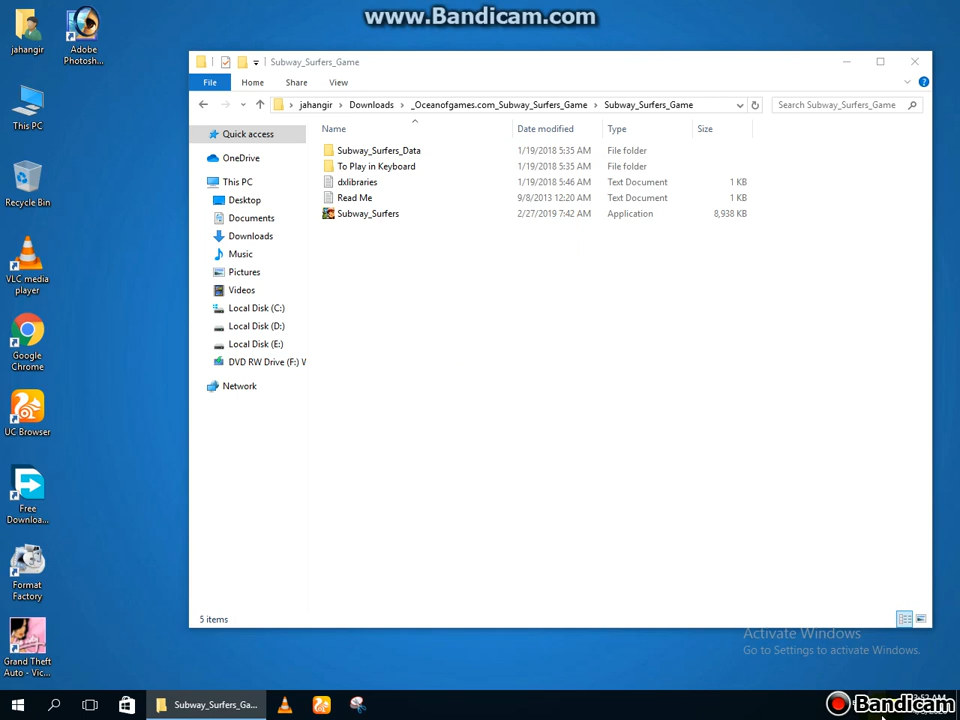 www.Bandicam.com
jahangir
Adobe
Photosh...
This PC
Recycle Bin
VLC media
player
Google
Chrome
UC Browser
Free
Downloa...
Format
Factory
Grand Theft
Auto - Vic...
Subway_Surfers_Game
File Home Share View
jahangir Downloads _Oceanofgames.com_Subway_Surfers_Game Subway_Surfers_Game
Search Subway_Surfers_Game
Quick access
OneDrive
This PC
Desktop
Documents
Downloads
Music
Pictures
Videos
Local Disk (C:)
Local Disk (D:)
Local Disk (E:)
DVD RW Drive (F:) V
Network
Name Date modified Type Size
Subway_Surfers_Data 1/19/2018 5:35 AM File folder
To Play in Keyboard 1/19/2018 5:35 AM File folder
dxlibraries 1/19/2018 5:46 AM Text Document 1 KB
Read Me 9/8/2013 12:20 AM Text Document 1 KB
Subway_Surfers 2/27/2019 7:42 AM Application 8,938 KB
5 items
Activate Windows
Go to Settings to activate Windows.
Subway_Surfers_Ga...
Bandicam